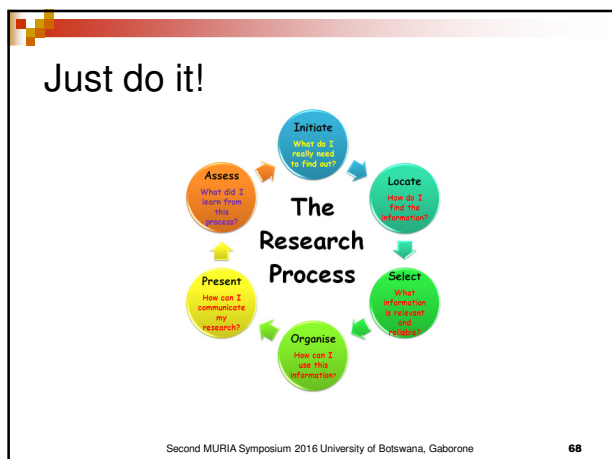 Just do it!
Initiate
What do I
really need
to find out?
Locate
How do I
find the
information?
Select
What
information
is relevant
and
reliable?
Organise
How can I
use this
information?
Present
How can I
communicate
my
research?
Assess
What did I
learn from
this
process?
The
Research
Process
Second MURIA Symposium 2016 University of Botswana, Gaborone
68